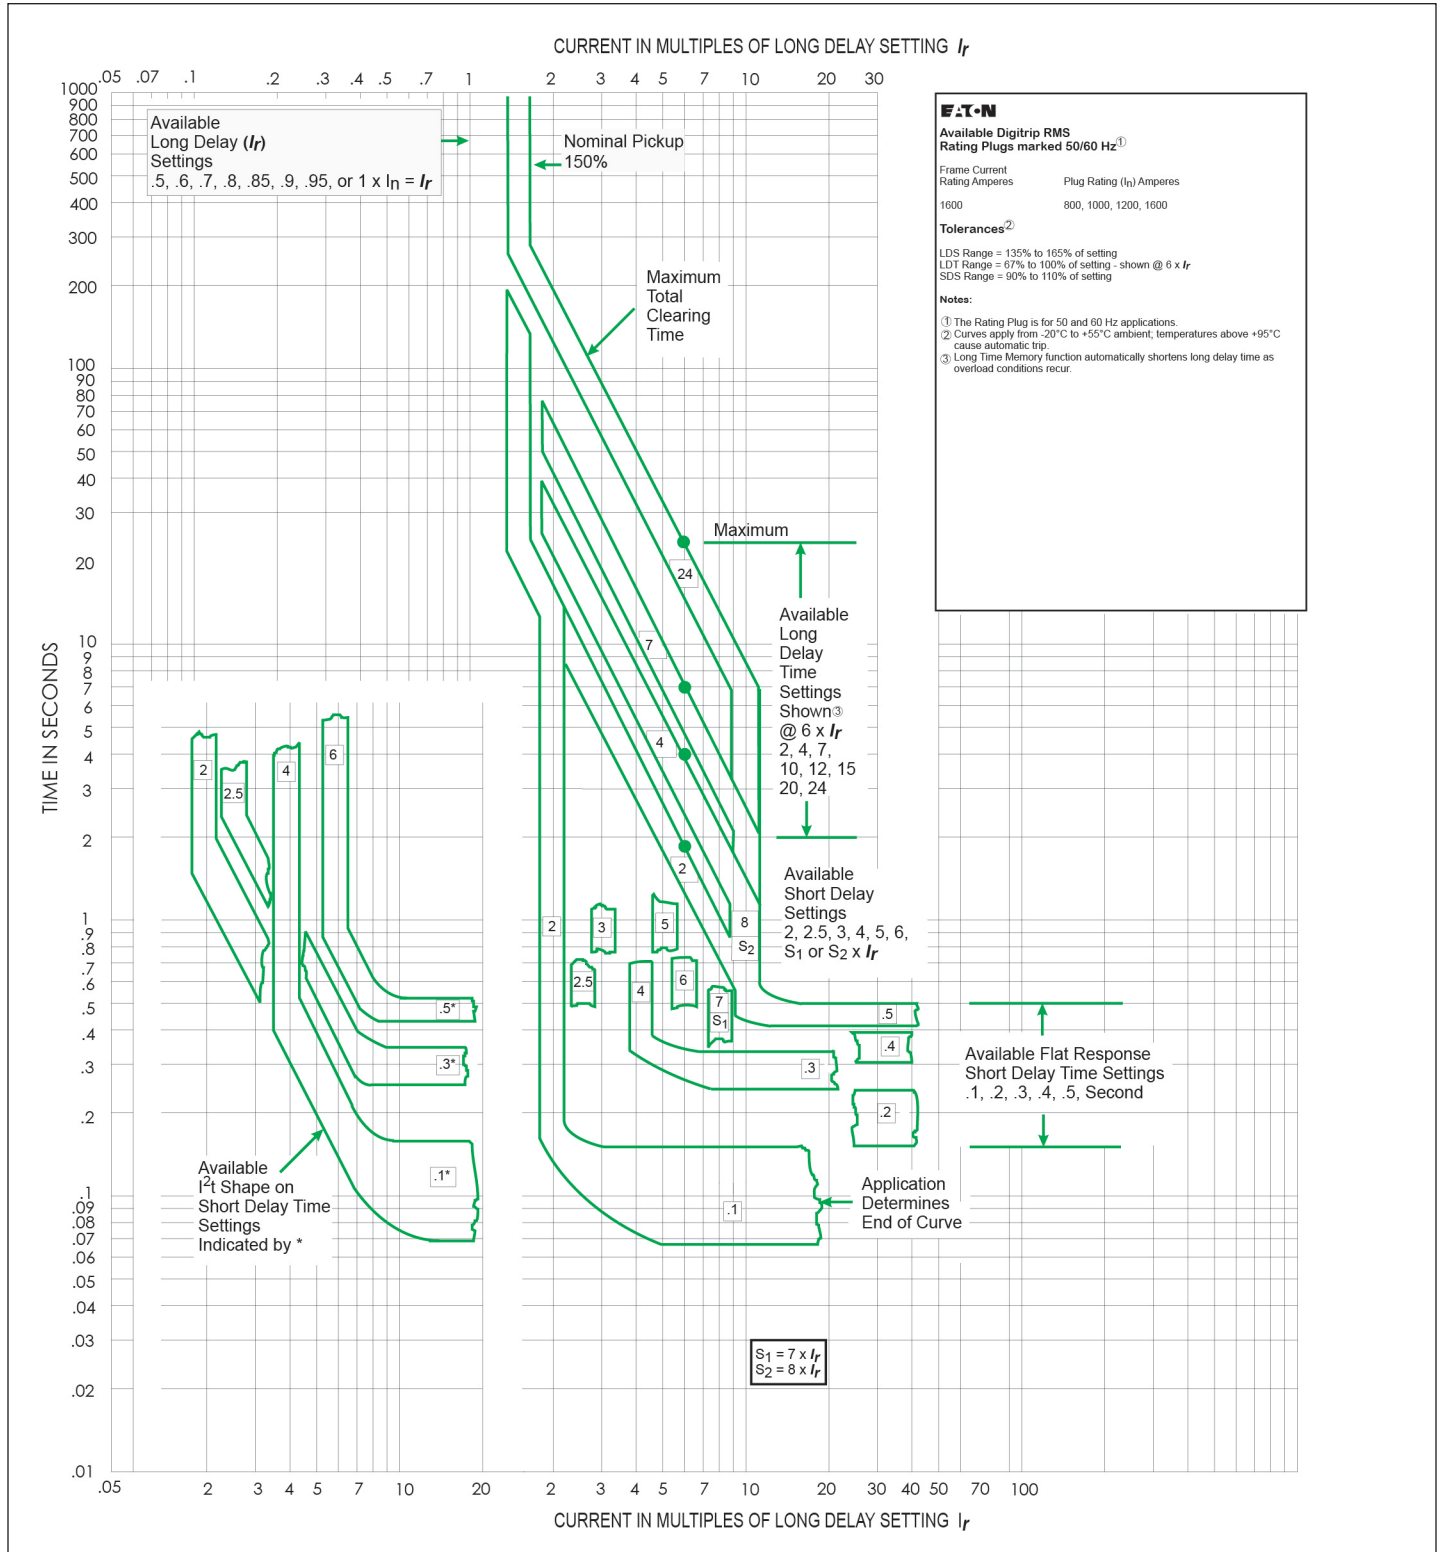 CURRENT IN MULTIPLES OF LONG DELAY SETTING Ir
.05 .07 .1 .2 .3 .4 .5 .7 1 2 3 4 5 7 10 20 30
1000
900
800
700
600
500
400
300
200
100
90
80
70
60
50
40
30
20
10
9
8
7
6
5
4
3
2
1
.9
.8
.7
.6
.5
.4
.3
.2
.1
.09
.08
.07
.06
.05
.04
.03
.02
.01
TIME IN SECONDS
Available
Long Delay (Ir)
Settings
.5, .6, .7, .8, .85, .9, .95, or 1 x In = Ir
Nominal Pickup
150%
Maximum
Total
Clearing
Time
EATON
Available Digitrip RMS
Rating Plugs marked 50/60 Hz①
Frame Current
Rating Amperes Plug Rating (In) Amperes
1600 800, 1000, 1200, 1600
Tolerances②
LDS Range = 135% to 165% of setting
LDT Range = 67% to 100% of setting - shown @ 6 x Ir
SDS Range = 90% to 110% of setting
Notes:
① The Rating Plug is for 50 and 60 Hz applications.
② Curves apply from -20°C to +55°C ambient; temperatures above +95°C
cause automatic trip.
③ Long Time Memory function automatically shortens long delay time as
overload conditions recur.
Maximum
24
7
4
2
Available
Long
Delay
Time
Settings
Shown③
@ 6 x Ir
2, 4, 7,
10, 12, 15
20, 24
2
2.5
4
6
Available
Short Delay
Settings
2, 2.5, 3, 4, 5, 6,
S1 or S2 x Ir
2
3
5
8
S2
2.5
4
6
7
S1
.5*
.3*
.1*
.5
.4
.3
.2
.1
Available Flat Response
Short Delay Time Settings
.1, .2, .3, .4, .5, Second
Available
I2t Shape on
Short Delay Time
Settings
Indicated by *
Application
Determines
End of Curve
S1 = 7 x Ir
S2 = 8 x Ir
.05 2 3 4 5 7 10 20 2 3 4 5 7 10 20 30 40 50 70 100
CURRENT IN MULTIPLES OF LONG DELAY SETTING Ir